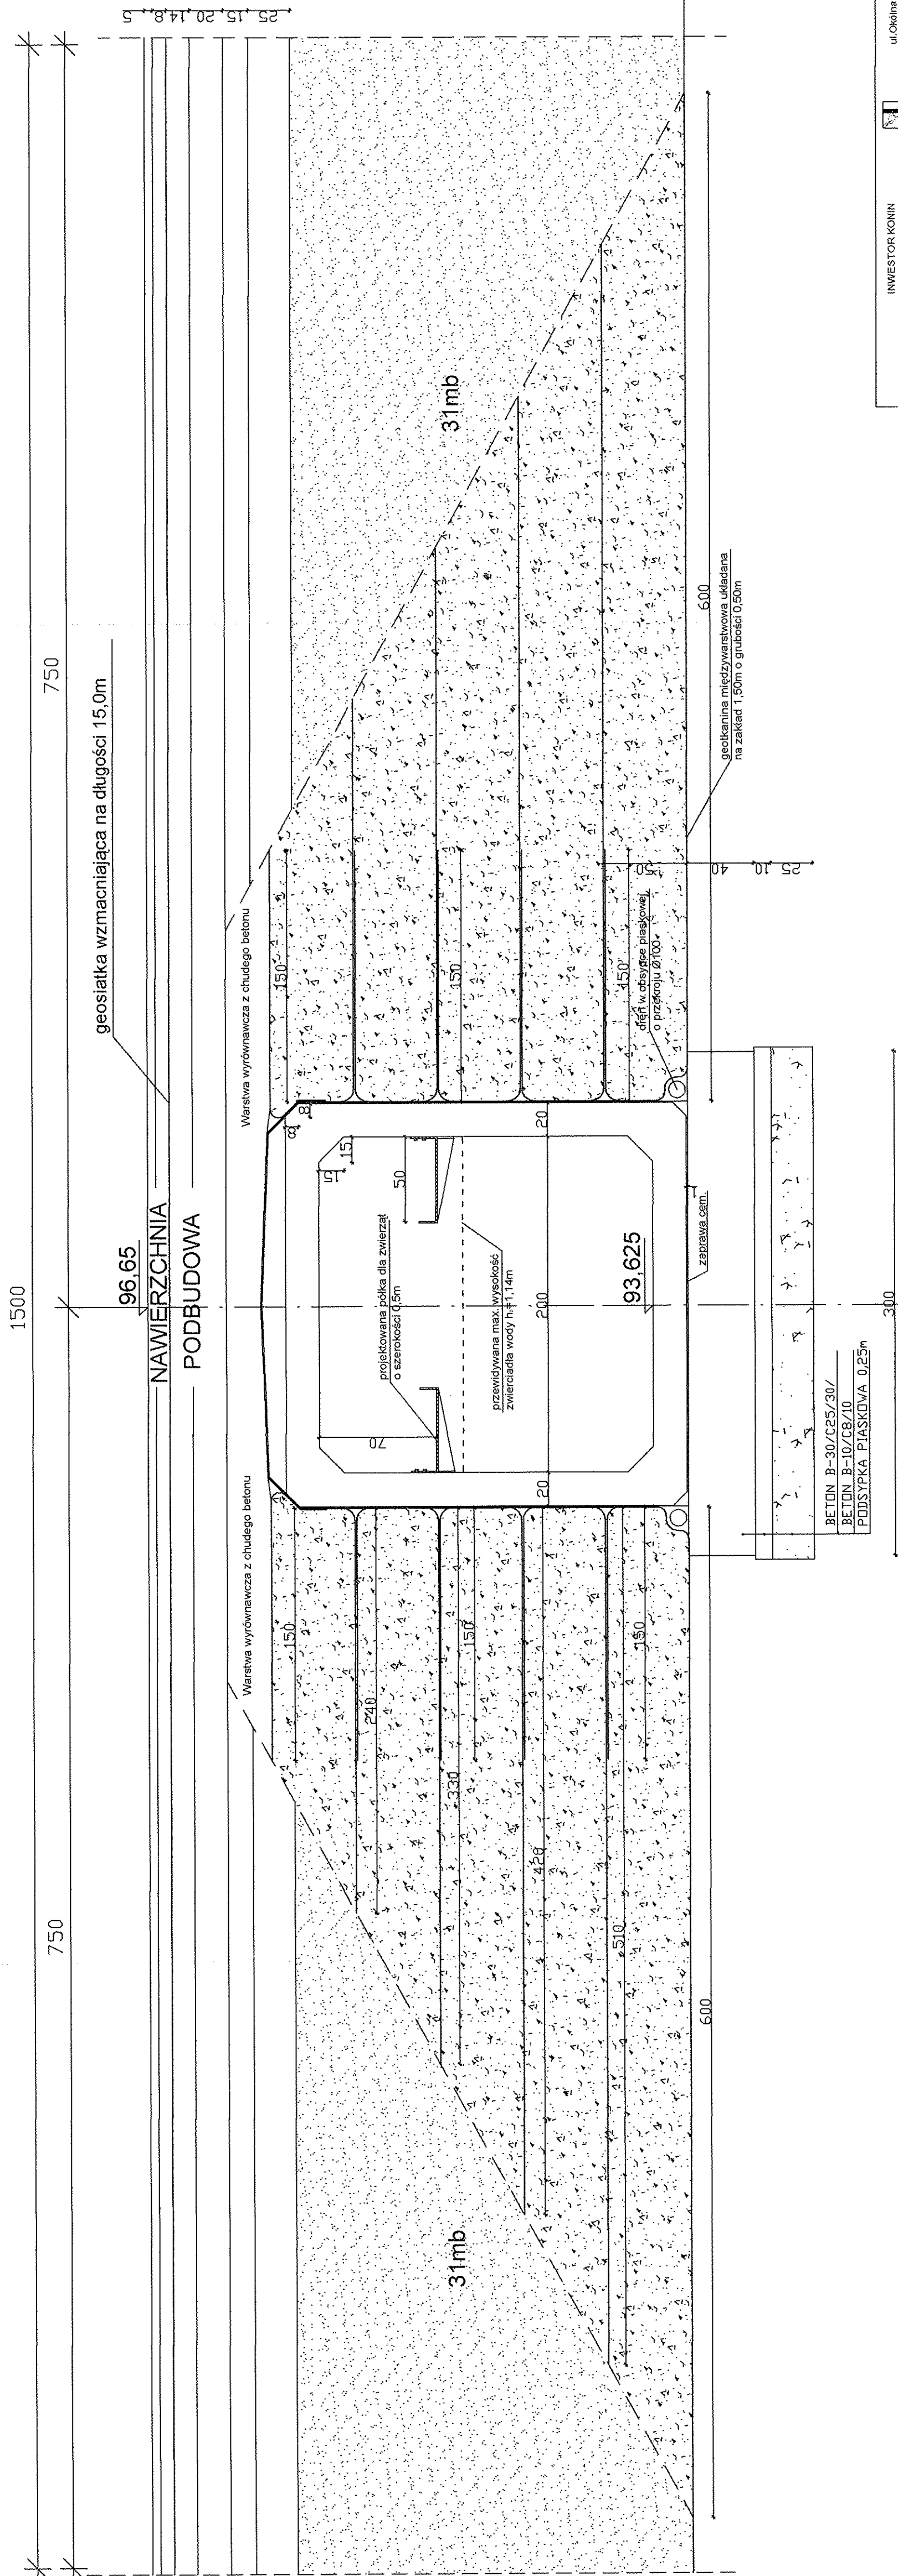 1500
750
750
5
8
14
20
15
25
geosiatka wzmacniająca na długości 15,0m
96,65
NAWIERZCHNIA
PODBUDOWA
Warstwa wyrównawcza z chudego betonu
Warstwa wyrównawcza z chudego betonu
150
150
8
8
15
15
50
70
projektowana półka dla zwierząt
o szerokości 0,5m
przewidywana max. wysokość
zwierciadła wody h=1,14m
240
330
420
510
150
150
150
150
31mb
31mb
20
200
20
93,625
zaprawa cem.
1
dren w obsypce piaskowej
o przekroju Ø100
50
40
10
25
600
600
geotkanina międzywarstwowa układana
na zakład 1,50m o grubości 0,50m
BETON B-30/C25/30/
BETON B-10/C8/10
PODSYPKA PIASKOWA 0,25m
300
INWESTOR KONIN
ul.Okólna